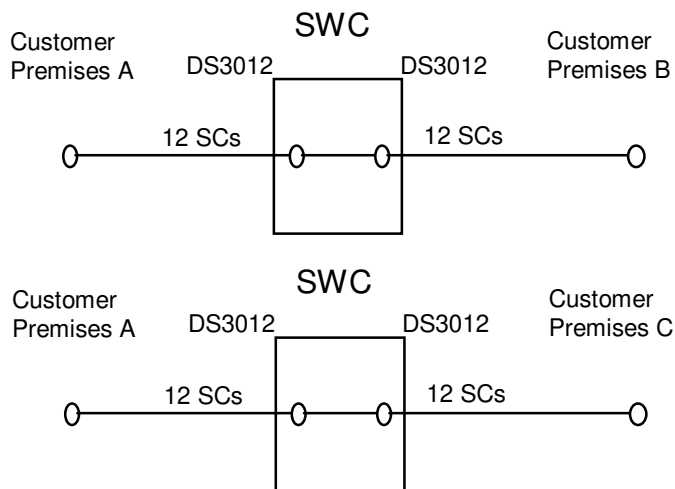 SWC
Customer
Premises A
DS3012
DS3012
Customer
Premises B
12 SCs
12 SCs
SWC
Customer
Premises A
DS3012
DS3012
Customer
Premises C
12 SCs
12 SCs